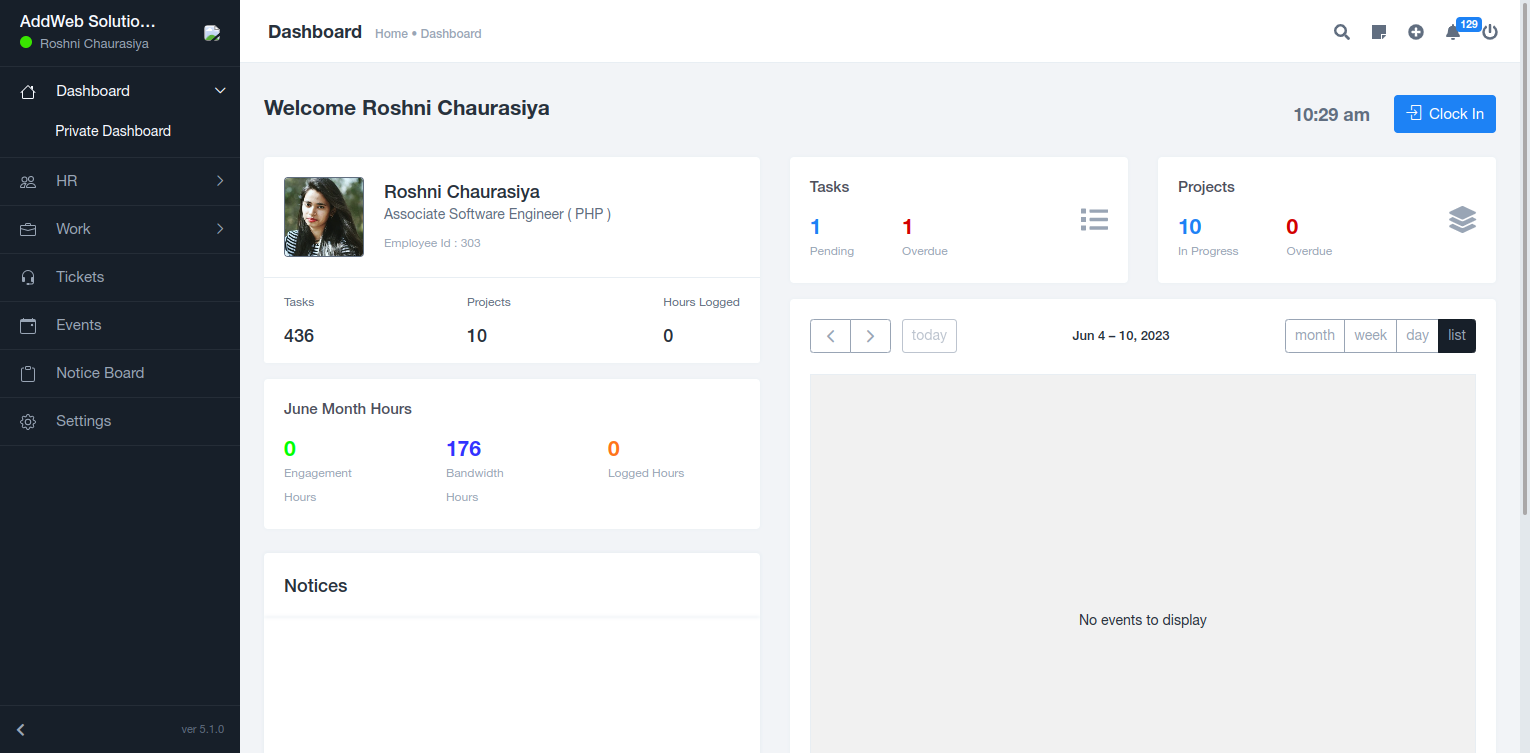 AddWeb Solutio...
Roshni Chaurasiya
Dashboard
Private Dashboard
HR
Work
Tickets
Events
Notice Board
Settings
ver 5.1.0
Dashboard Home • Dashboard
129
Welcome Roshni Chaurasiya
10:29 am
Clock In
Roshni Chaurasiya
Associate Software Engineer ( PHP )
Employee Id : 303
Tasks Projects Hours Logged
436 10 0
June Month Hours
0 176 0
Engagement Hours
Bandwidth Hours
Logged Hours
Notices
Tasks
1 1
Pending Overdue
Projects
10 0
In Progress Overdue
today
Jun 4 – 10, 2023
month week day list
No events to display